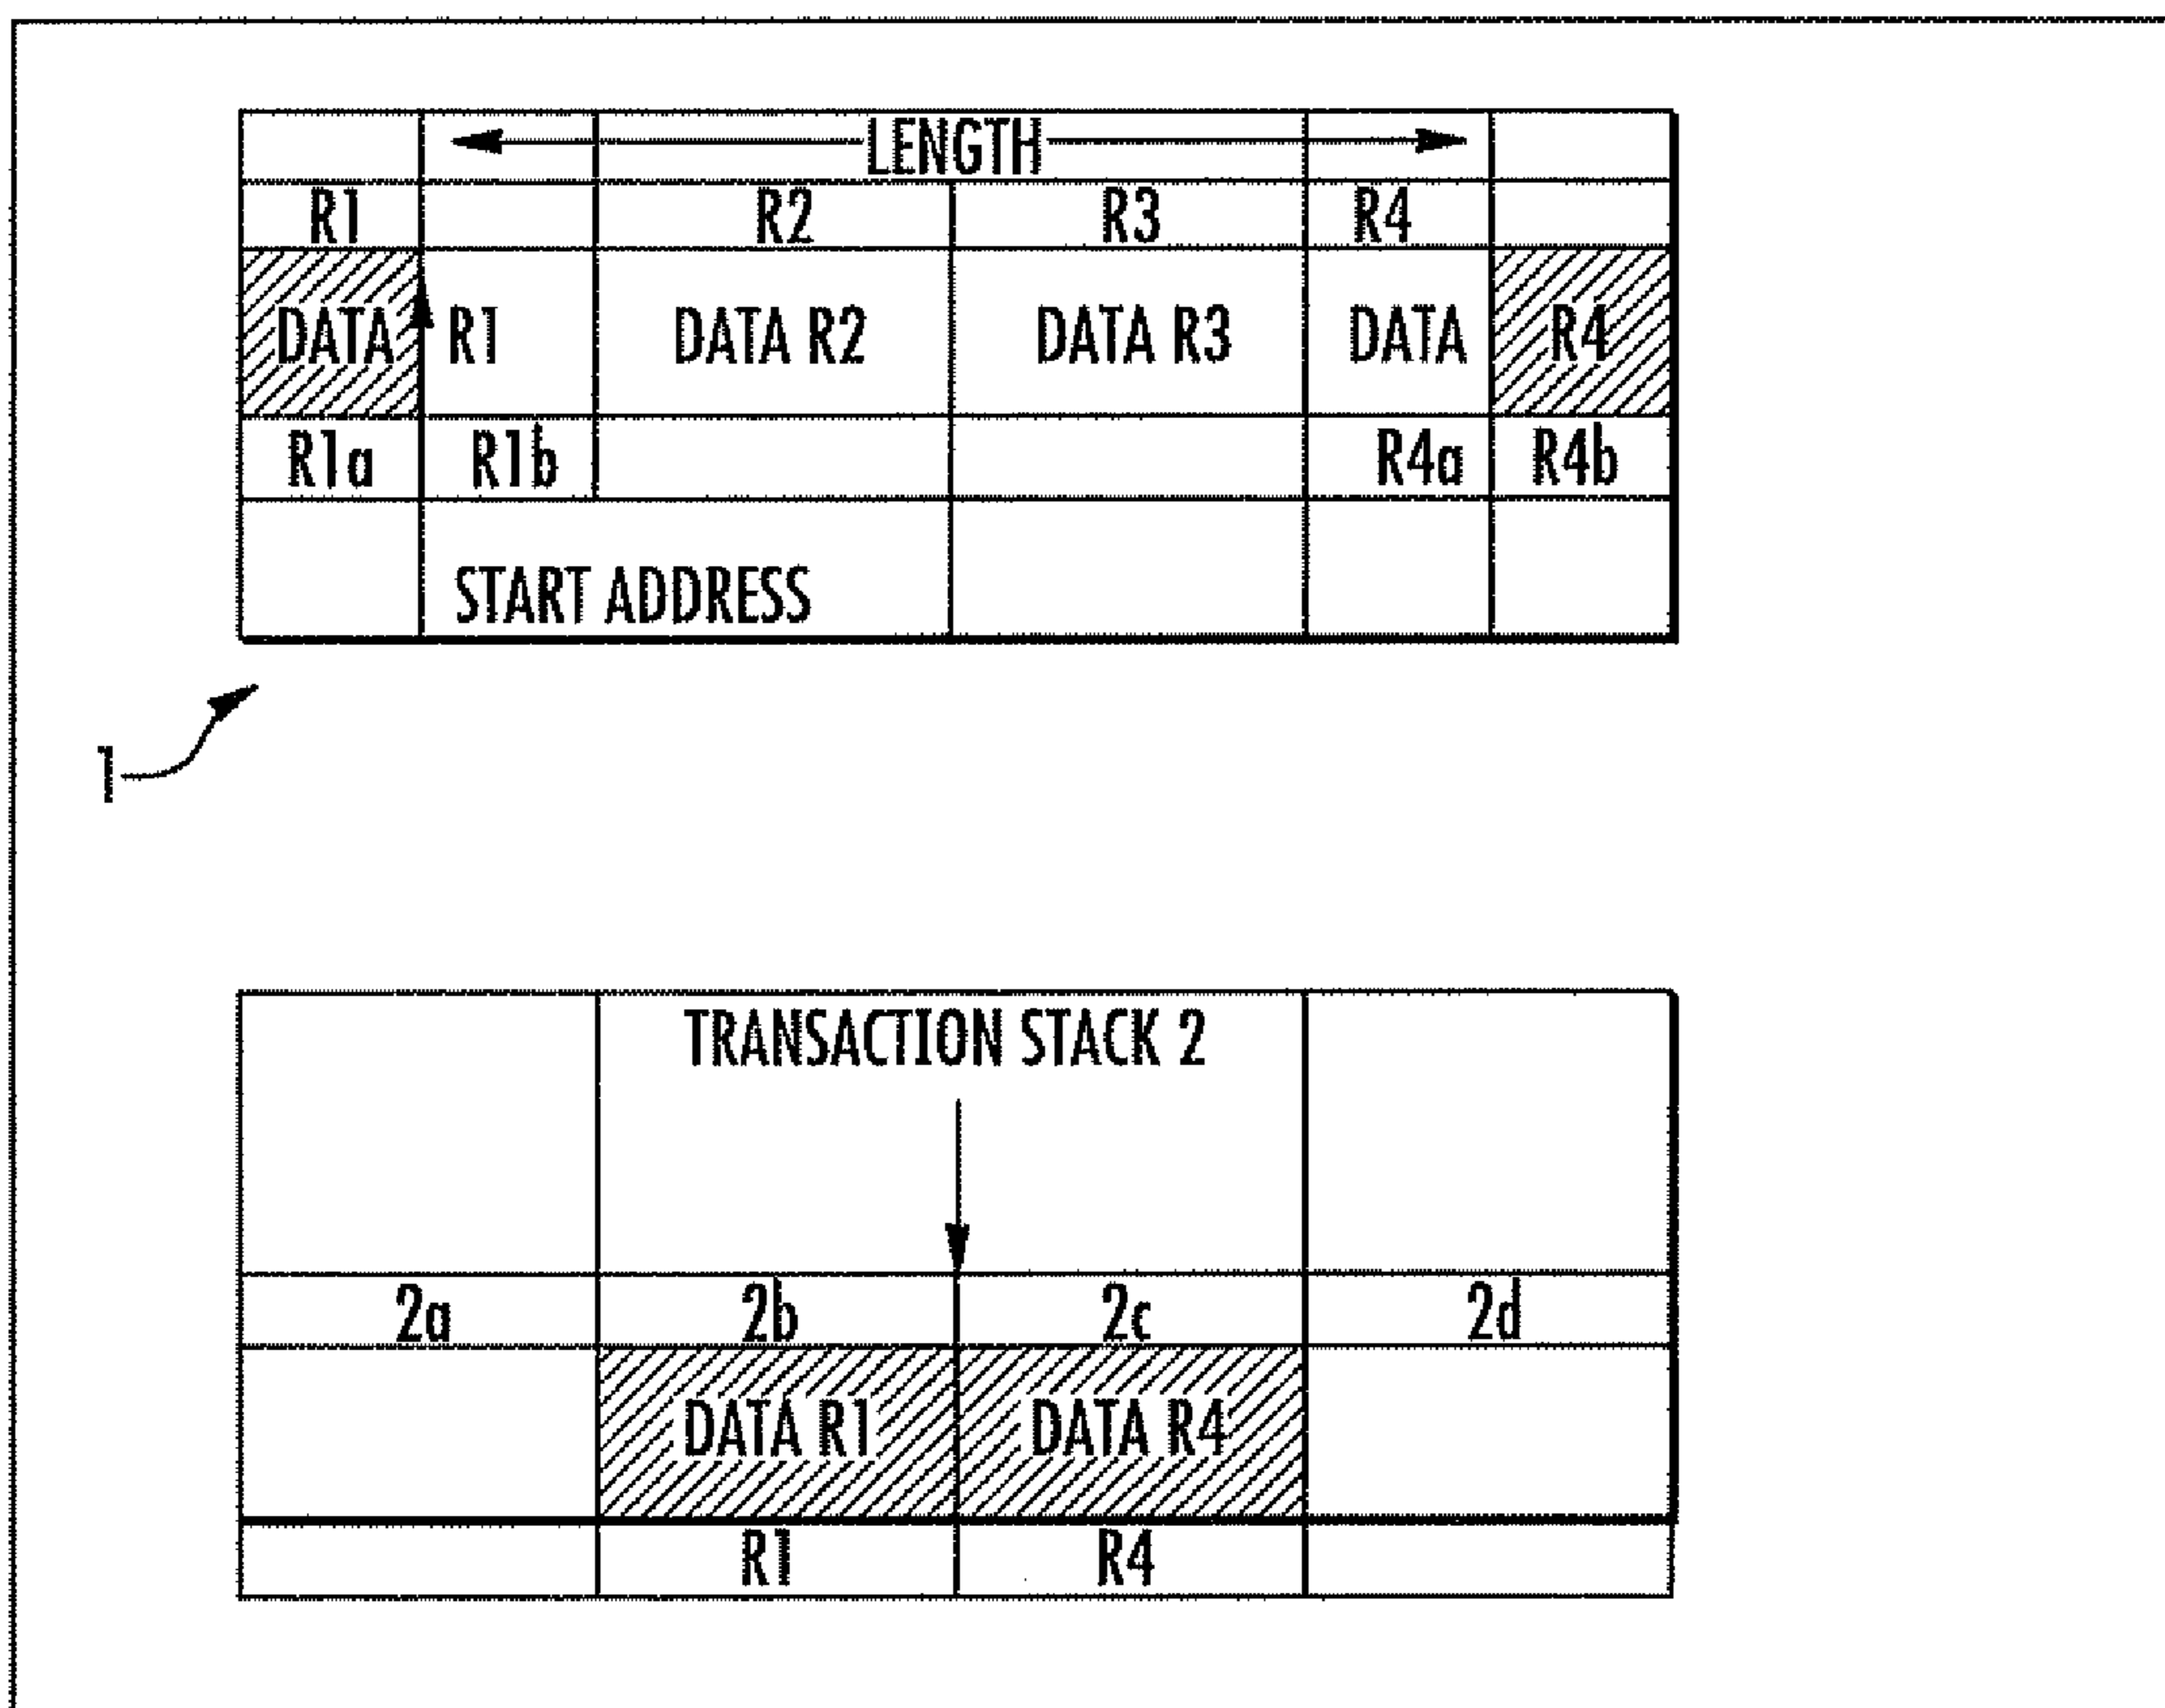 LENGTH
R1 R2 R3 R4
DATA R1 DATA R2 DATA R3 DATA R4
R1a R1b R4a R4b
START ADDRESS
1
TRANSACTION STACK 2
2a 2b 2c 2d
DATA R1 DATA R4
R1 R4